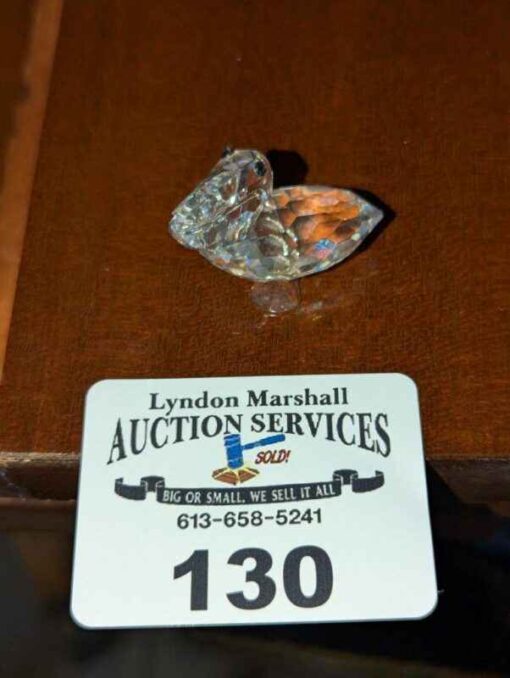 Lyndon Marshall
AUCTION SERVICES
SOLD!
BIG OR SMALL, WE SELL IT ALL
613-658-5241
130